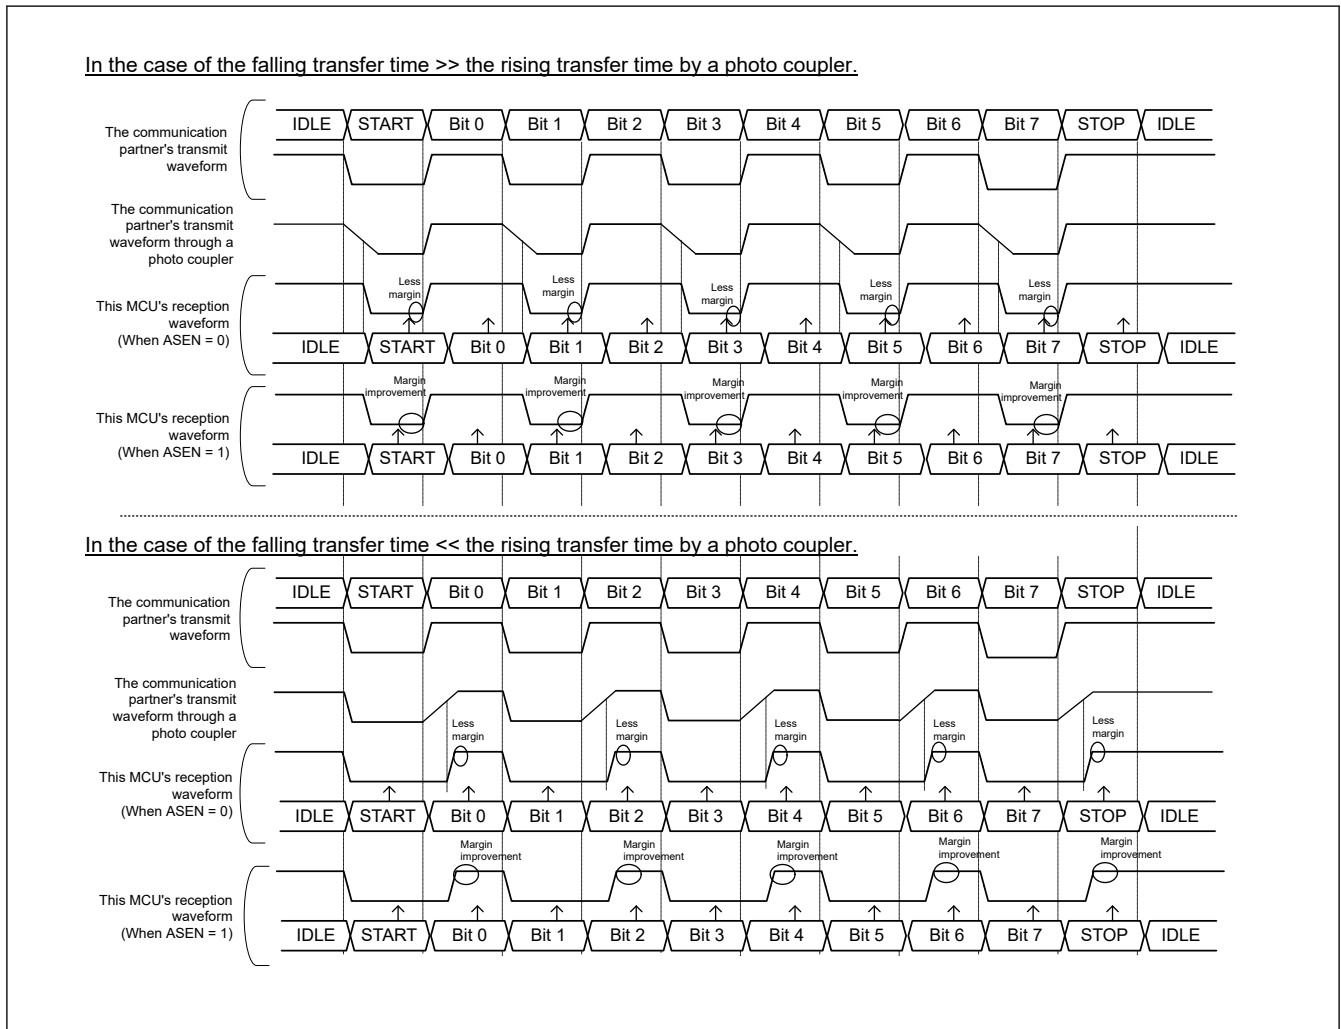 In the case of the falling transfer time >> the rising transfer time by a photo coupler.
The communication
partner's transmit
waveform
IDLE START Bit 0 Bit 1 Bit 2 Bit 3 Bit 4 Bit 5 Bit 6 Bit 7 STOP IDLE
The communication
partner's transmit
waveform through a
photo coupler
This MCU's reception
waveform
(When ASEN = 0)
Less
margin
Less
margin
Less
margin
Less
margin
Less
margin
IDLE START Bit 0 Bit 1 Bit 2 Bit 3 Bit 4 Bit 5 Bit 6 Bit 7 STOP IDLE
This MCU's reception
waveform
(When ASEN = 1)
Margin
improvement
Margin
improvement
Margin
improvement
Margin
improvement
Margin
improvement
IDLE START Bit 0 Bit 1 Bit 2 Bit 3 Bit 4 Bit 5 Bit 6 Bit 7 STOP IDLE
In the case of the falling transfer time << the rising transfer time by a photo coupler.
The communication
partner's transmit
waveform
IDLE START Bit 0 Bit 1 Bit 2 Bit 3 Bit 4 Bit 5 Bit 6 Bit 7 STOP IDLE
The communication
partner's transmit
waveform through a
photo coupler
Less
margin
Less
margin
Less
margin
Less
margin
Less
margin
This MCU's reception
waveform
(When ASEN = 0)
IDLE START Bit 0 Bit 1 Bit 2 Bit 3 Bit 4 Bit 5 Bit 6 Bit 7 STOP IDLE
Margin
improvement
Margin
improvement
Margin
improvement
Margin
improvement
Margin
improvement
This MCU's reception
waveform
(When ASEN = 1)
IDLE START Bit 0 Bit 1 Bit 2 Bit 3 Bit 4 Bit 5 Bit 6 Bit 7 STOP IDLE